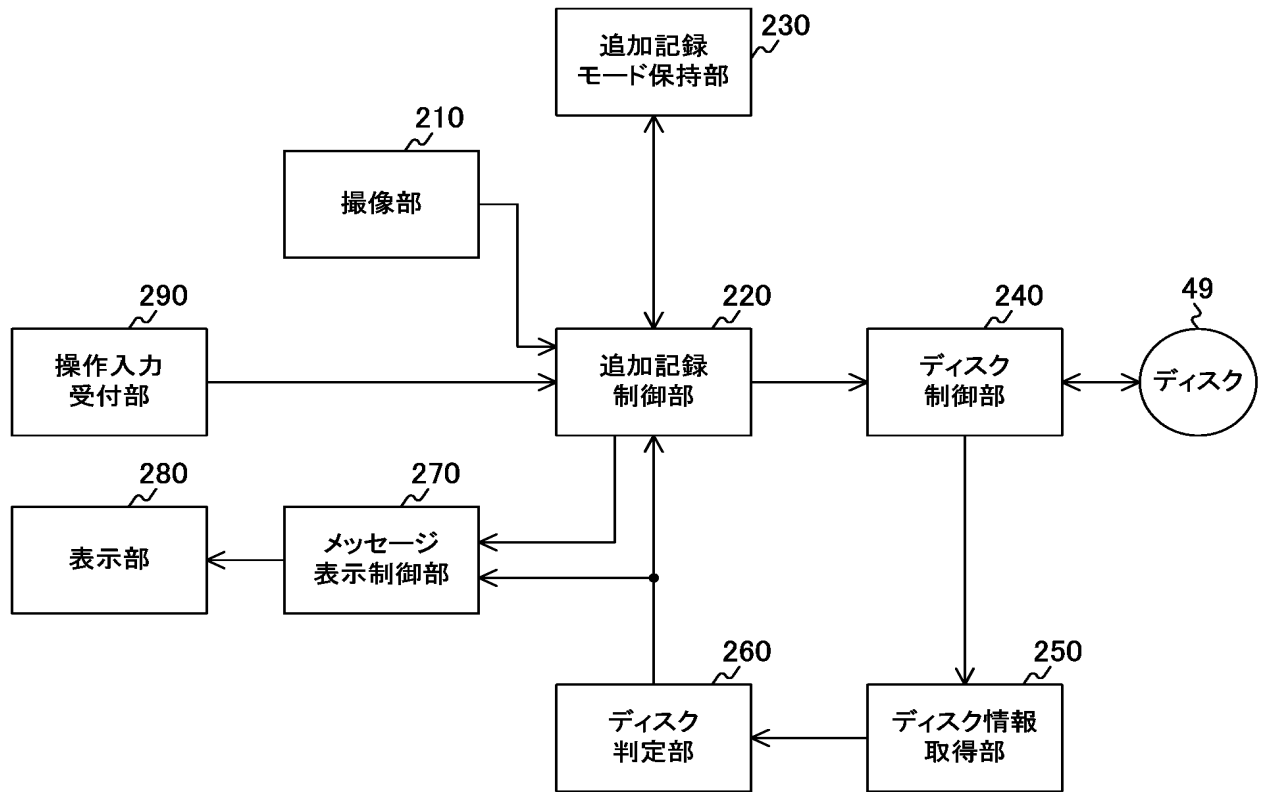 230
追加記録
モード保持部
210
撮像部
290
操作入力
受付部
220
追加記録
制御部
240
ディスク
制御部
49
ディスク
280
表示部
270
メッセージ
表示制御部
260
ディスク
判定部
250
ディスク情報
取得部